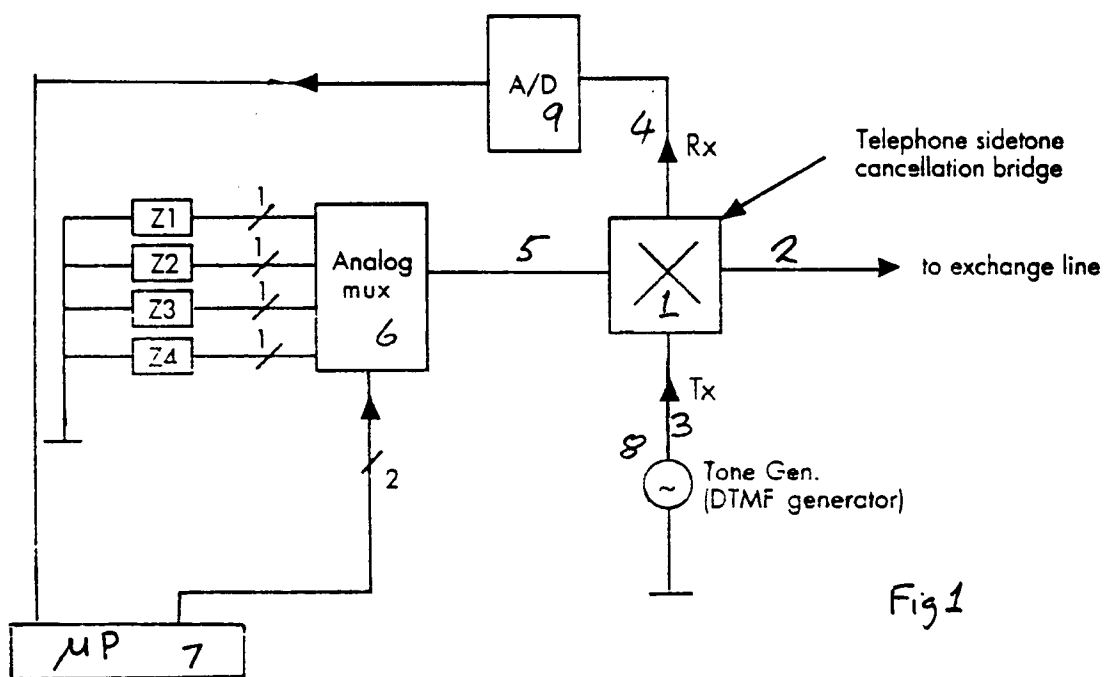 A/D
9
4
Rx
Telephone sidetone
cancellation bridge
1
Z1
1
Z2
1
Z3
1
Z4
Analog
mux
6
5
1
2
to exchange line
Tx
3
8
2
~
Tone Gen.
(DTMF generator)
Fig 1
μP 7